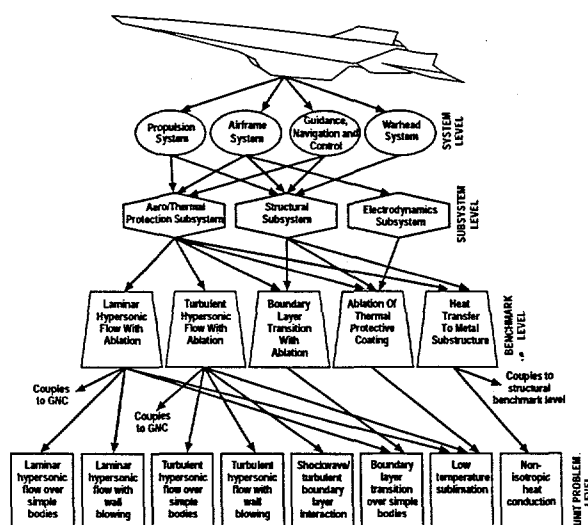 Propulsion
System
Airframe
System
Guidance,
Navigation and
Control
Warhead
System
SYSTEM
LEVEL
Aero/Thermal
Protection Subsystem
Structural
Subsystem
Electrodynamics
Subsystem
SUBSYSTEM
LEVEL
Laminar
Hypersonic
Flow With
Ablation
Turbulent
Hypersonic
Flow With
Ablation
Boundary
Layer
Transition
With
Ablation
Ablation Of
Thermal
Protective
Coating
Heat
Transfer
To Metal
Substructure
BENCHMARK
LEVEL
Couples
to GNC
Couples
to GNC
Couples to
structural
benchmark level
Laminar
hypersonic
flow over
simple
bodies
Laminar
hypersonic
flow with
wall
blowing
Turbulent
hypersonic
flow over
simple
bodies
Turbulent
hypersonic
flow with
wall
blowing
Shockwave/
turbulent
boundary
layer
interaction
Boundary
layer
transition
over simple
bodies
Low
temperature
sublimation
Non-
isotropic
heat
conduction
UNIT PROBLEM
LEVEL